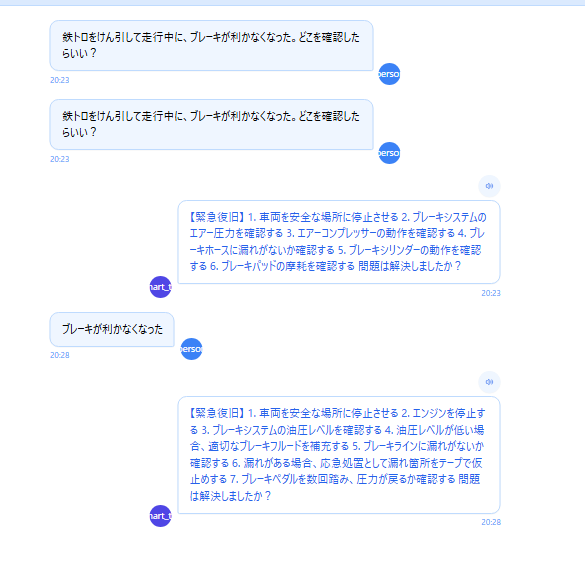 鉄トロをけん引して走行中に、ブレーキが利かなくなった。どこを確認した
らいい？
20:23
perso
鉄トロをけん引して走行中に、ブレーキが利かなくなった。どこを確認した
らいい？
20:23
perso
【緊急復旧】 1. 車両を安全な場所に停止させる 2. ブレーキシステムの
エアー圧力を確認する 3. エアーコンプレッサーの動作を確認する 4. ブレ
ーキホースに漏れがないか確認する 5. ブレーキシリンダーの動作を確認
する 6. ブレーキパッドの摩耗を確認する 問題は解決しましたか？
nart_t
20:23
ブレーキが利かなくなった
20:28
perso
【緊急復旧】 1. 車両を安全な場所に停止させる 2. エンジンを停止す
る 3. ブレーキシステムの油圧レベルを確認する 4. 油圧レベルが低い場
合、適切なブレーキフルードを補充する 5. ブレーキラインに漏れがないか
確認する 6. 漏れがある場合、応急処置として漏れ箇所をテープで仮
止めする 7. ブレーキペダルを数回踏み、圧力が戻るか確認する 問題
は解決しましたか？
nart_t
20:28